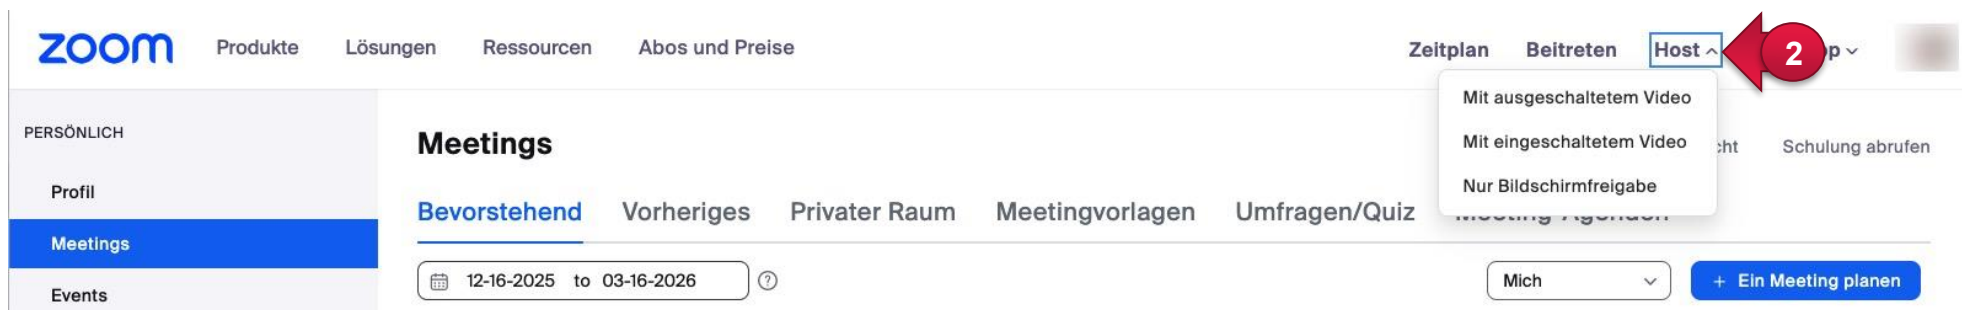 zoom Produkte Lösungen Ressourcen Abos und Preise Zeitplan Beitreten Host 2
PERSÖNLICH
Profil
Meetings
Events
Mit ausgeschaltetem Video
Mit eingeschaltetem Video
Nur Bildschirmfreigabe
Meetings
Schulung abrufen
Bevorstehend Vorheriges Privater Raum Meetingvorlagen Umfragen/Quiz
12-16-2025 to 03-16-2026 ? Mich + Ein Meeting planen